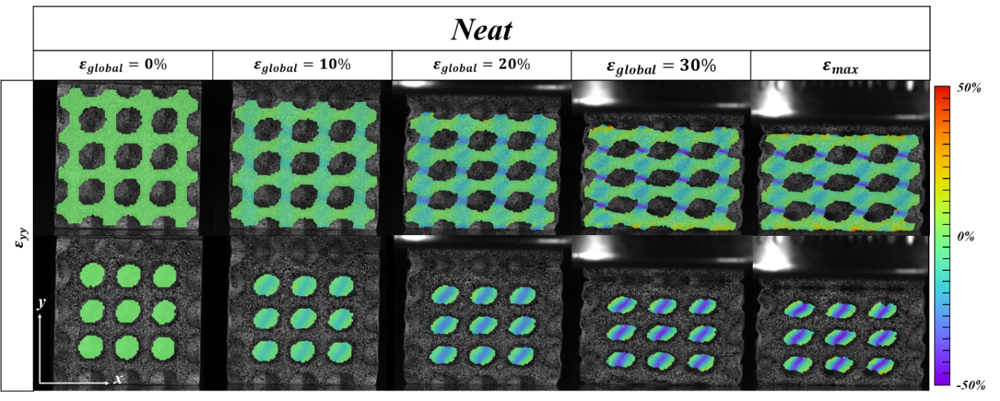 Neat
ε_global = 0%
ε_global = 10%
ε_global = 20%
ε_global = 30%
ε_max
ε_yy
50%
0%
-50%
y
x